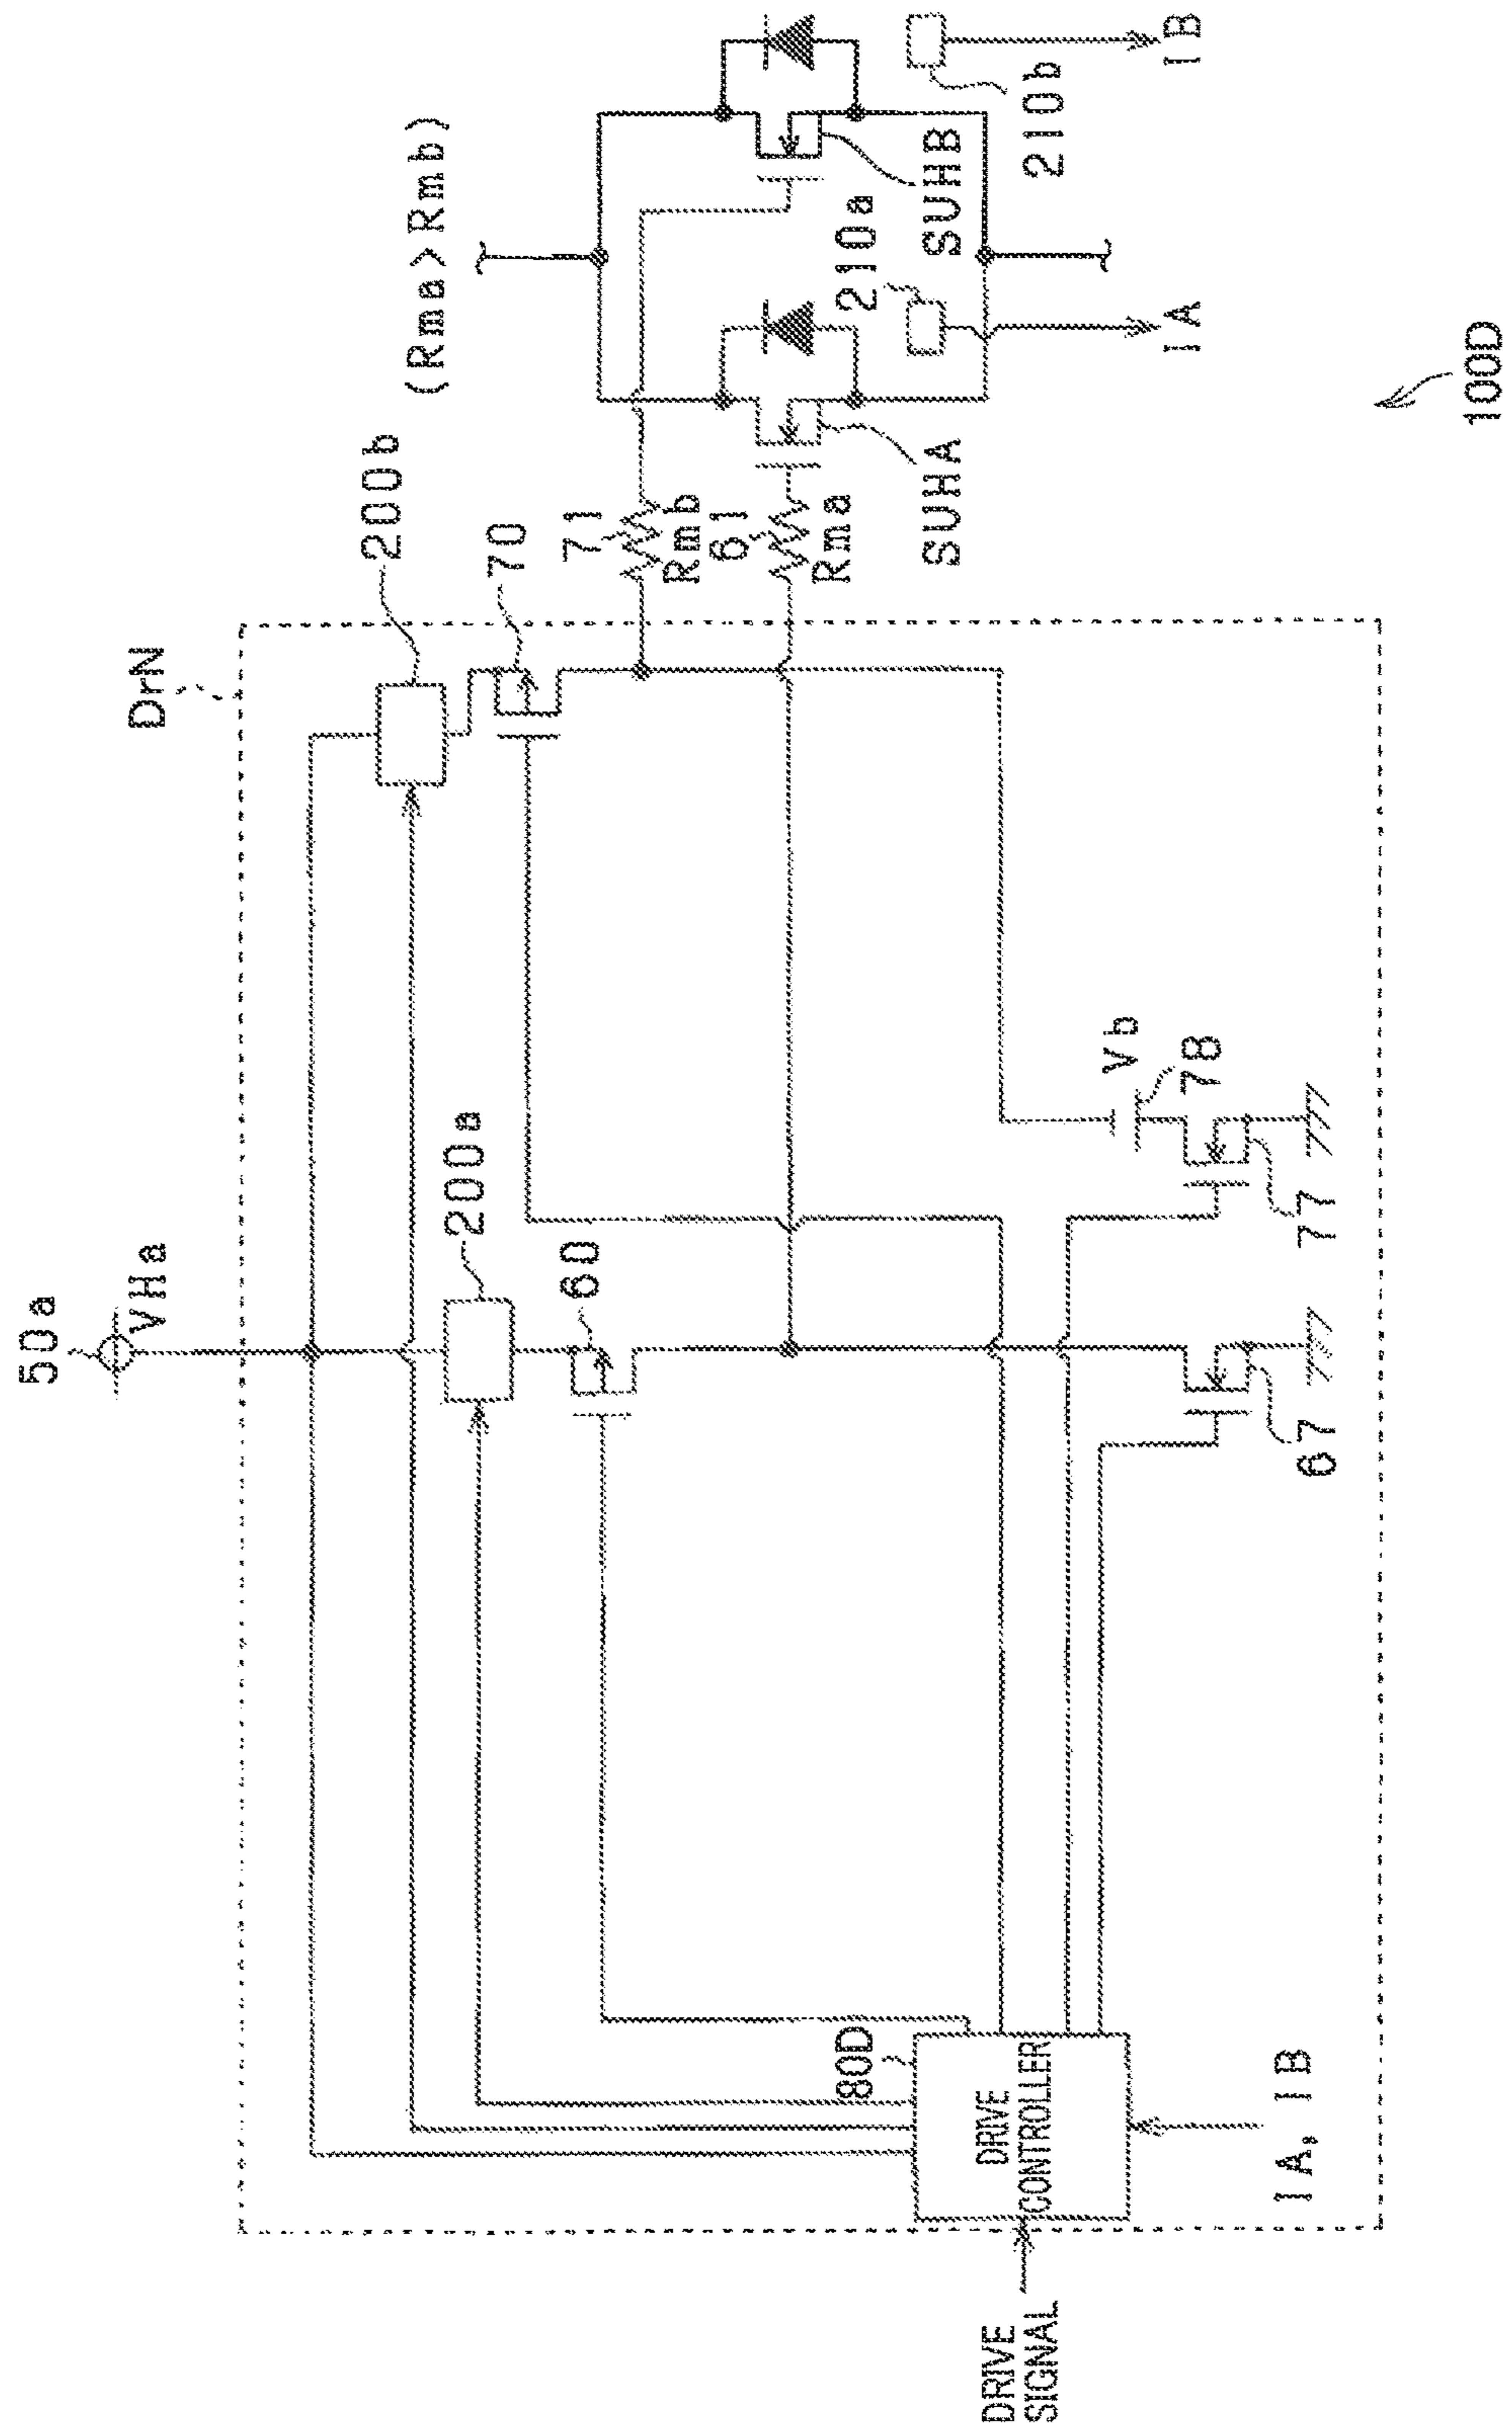 50a
VHa
DrN
200b
(Rma>Rmb)
200a
70
60
71
Rmb
61
Rma
SUHA
210a
SUHB
210b
IA
IB
80D
DRIVE
CONTROLLER
DRIVE
SIGNAL
Vb
78
77
67
IA, IB
100D